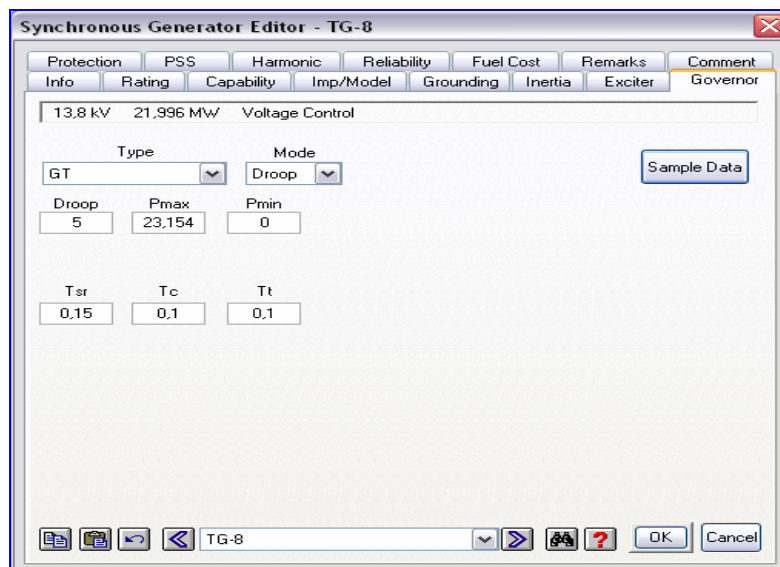 Synchronous Generator Editor - TG-8
Protection PSS Harmonic Reliability Fuel Cost Remarks Comment
Info Rating Capability Imp/Model Grounding Inertia Exciter Governor
13,8 kV 21,996 MW Voltage Control
Type Mode
GT Droop Sample Data
Droop Pmax Pmin
5 23,154 0
Tsr Tc Tt
0,15 0,1 0,1
TG-8 ? OK Cancel